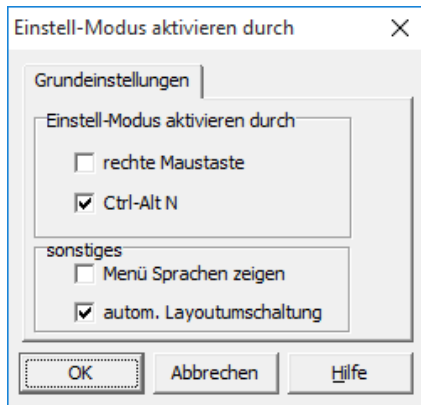 Einstell-Modus aktivieren durch
Grundeinstellungen
Einstell-Modus aktivieren durch
rechte Maustaste
Ctrl-Alt N
sonstiges
Menü Sprachen zeigen
autom. Layoutumschaltung
OK Abbrechen Hilfe